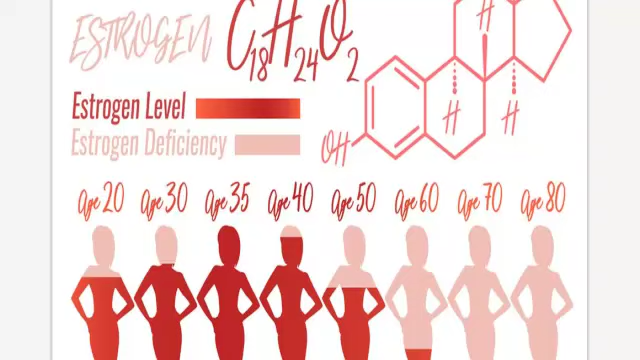 ESTROGEN C18H24O2
H
Estrogen Level
Estrogen Deficiency
H H
OH
Age 20 Age 30 Age 35 Age 40 Age 50 Age 60 Age 70 Age 80